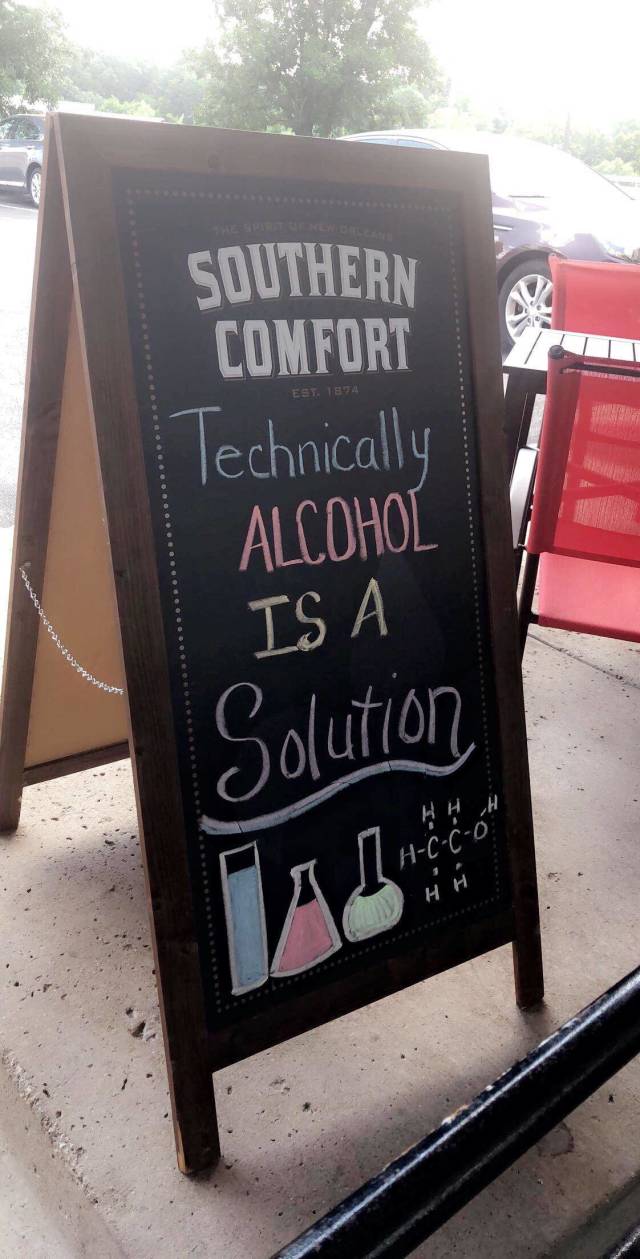 THE SPIRIT OF NEW ORLEANS
SOUTHERN
COMFORT
EST. 1874
Technically
ALCOHOL
IS A
Solution
H H H
H-C-C-O
H H